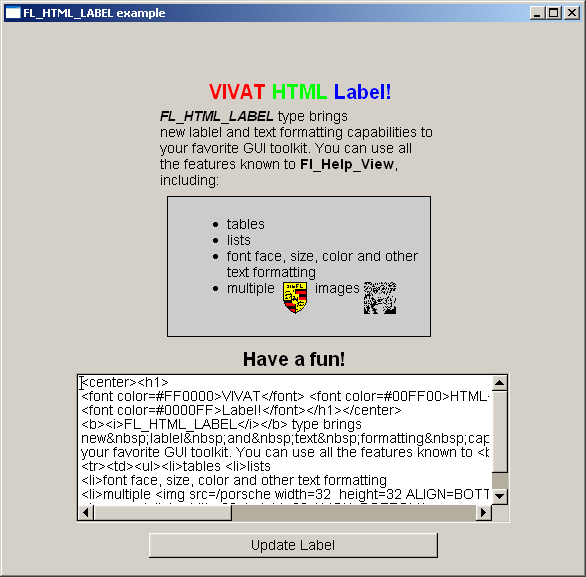 FL_HTML_LABEL example
VIVAT HTML Label!
FL_HTML_LABEL type brings
new lablel and text formatting capabilities to
your favorite GUI toolkit. You can use all
the features known to Fl_Help_View,
including:
tables
lists
font face, size, color and other
text formatting
multiple images
Have a fun!
<center><h1>
<font color=#FF0000>VIVAT</font> <font color=#00FF00>HTML
<font color=#0000FF>Label!</font></h1></center>
<b><i>FL_HTML_LABEL</i></b> type brings
new&nbsp;lablel&nbsp;and&nbsp;text&nbsp;formatting&nbsp;cap
your favorite GUI toolkit. You can use all the features known to <b
<tr><td><ul><li>tables <li>lists
<li>font face, size, color and other text formatting
<li>multiple <img src=/porsche width=32 height=32 ALIGN=BOTT
Update Label